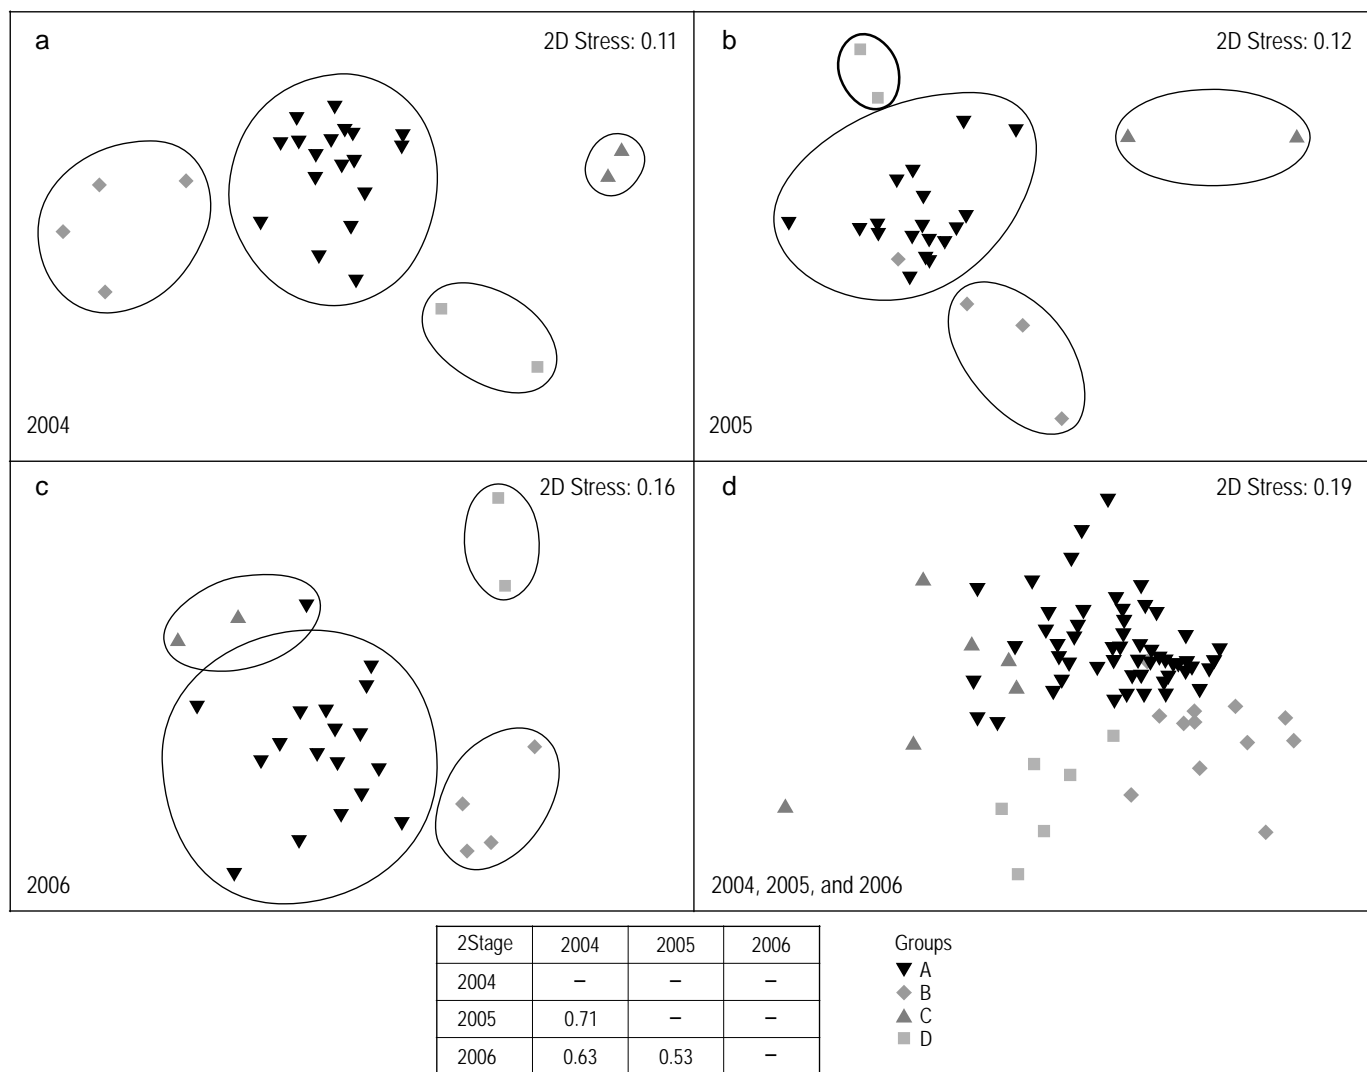 a
2D Stress: 0.11
2004
b
2D Stress: 0.12
2005
c
2D Stress: 0.16
2006
d
2D Stress: 0.19
2004, 2005, and 2006
2Stage 2004 2005 2006
2004 – – –
2005 0.71 – –
2006 0.63 0.53 –
Groups
A
B
C
D